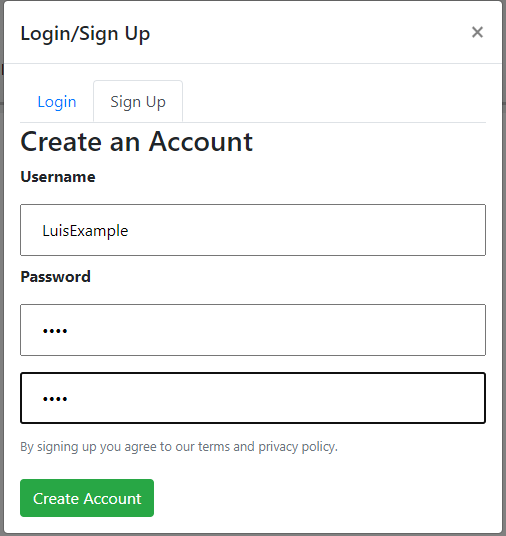 Login/Sign Up ×
Login Sign Up
Create an Account
Username
LuisExample
Password
••••
••••
By signing up you agree to our terms and privacy policy.
Create Account